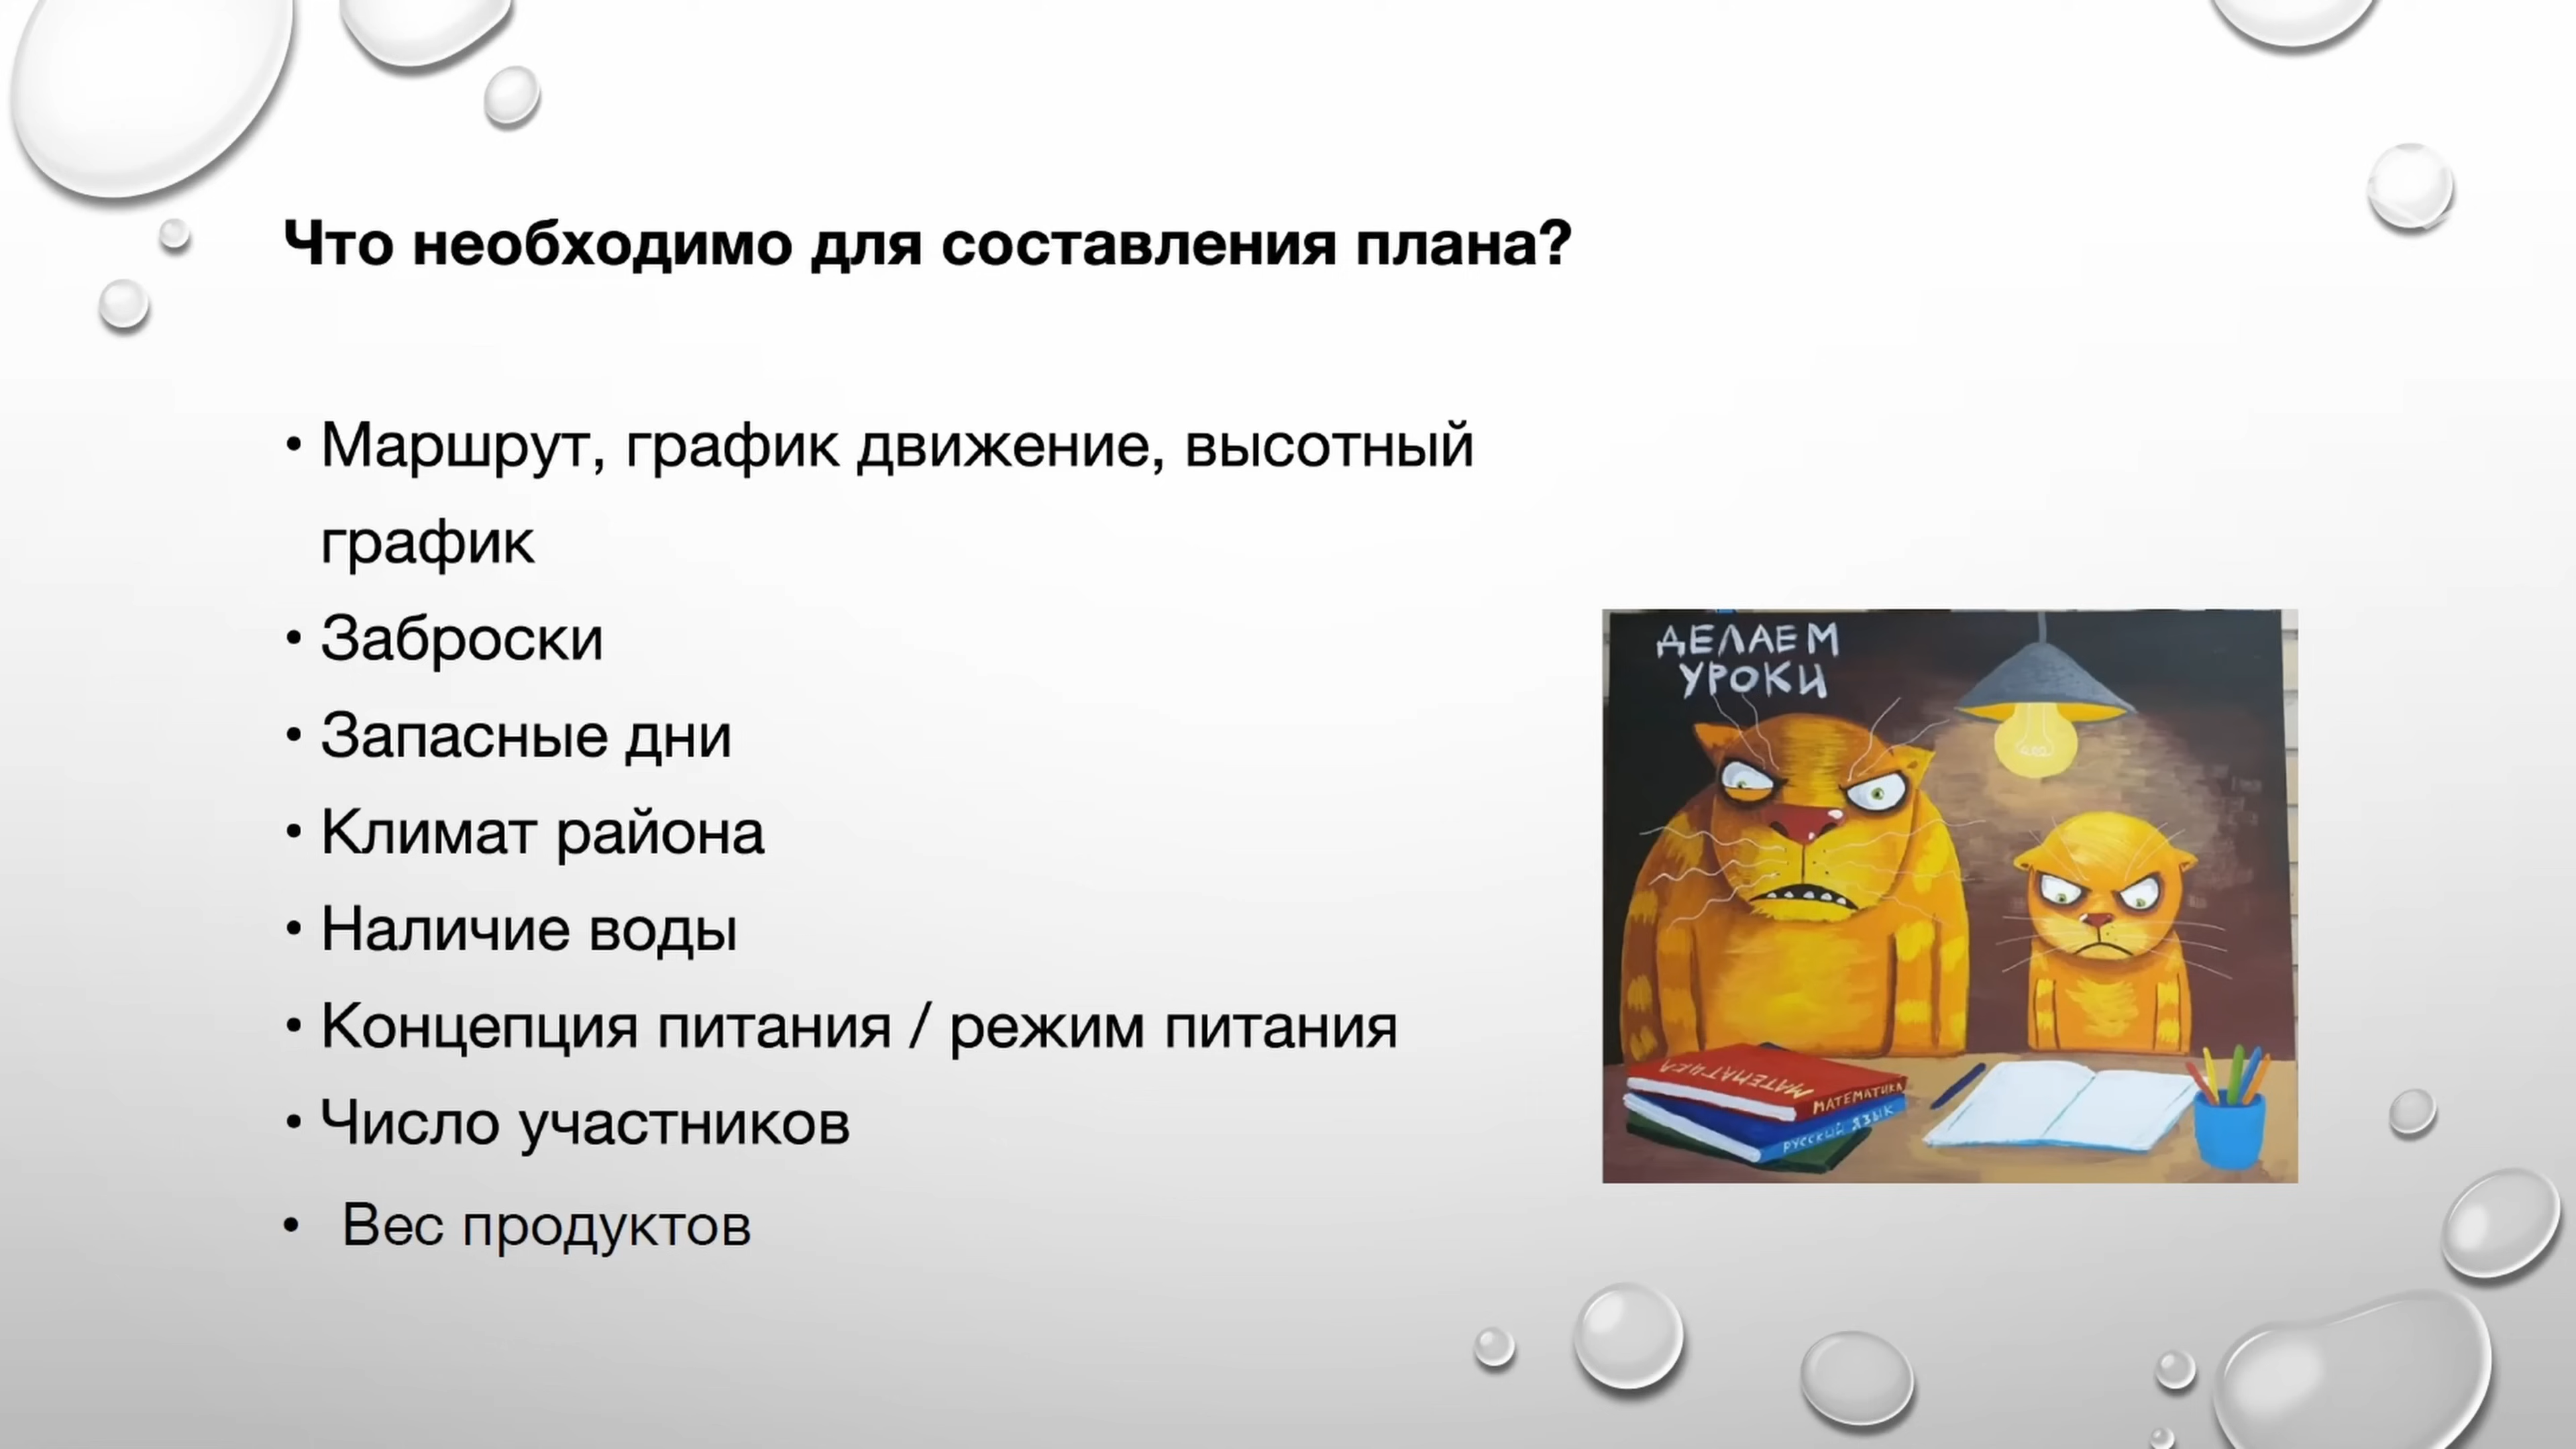 Что необходимо для составления плана?
• Маршрут, график движение, высотный
график
• Заброски
• Запасные дни
• Климат района
• Наличие воды
• Концепция питания / режим питания
• Число участников
• Вес продуктов
ДЕЛАЕМ
УРОКИ
МАТЕМАТИКА
МАТЕМАТИКА
РУССКИЙ ЯЗЫК